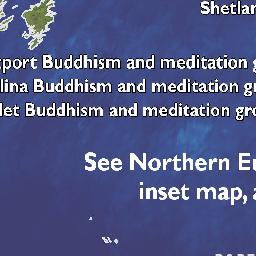 Shetlan
port Buddhism and meditation g
lina Buddhism and meditation gr
let Buddhism and meditation gro
See Northern Eu
inset map, a